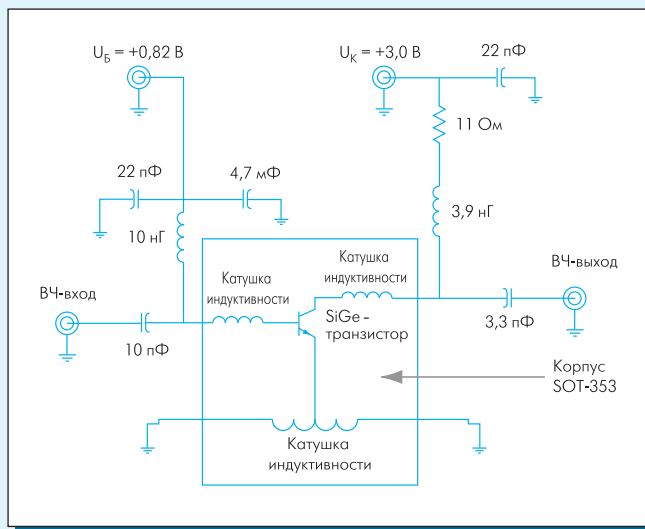 U_Б = +0,82 В
U_К = +3,0 В
22 пФ
11 Ом
22 пФ
4,7 мФ
10 нГ
3,9 нГ
Катушка
индуктивности
Катушка
индуктивности
ВЧ-вход
ВЧ-выход
SiGe -
транзистор
10 пФ
3,3 пФ
Корпус
SOT-353
Катушка
индуктивности